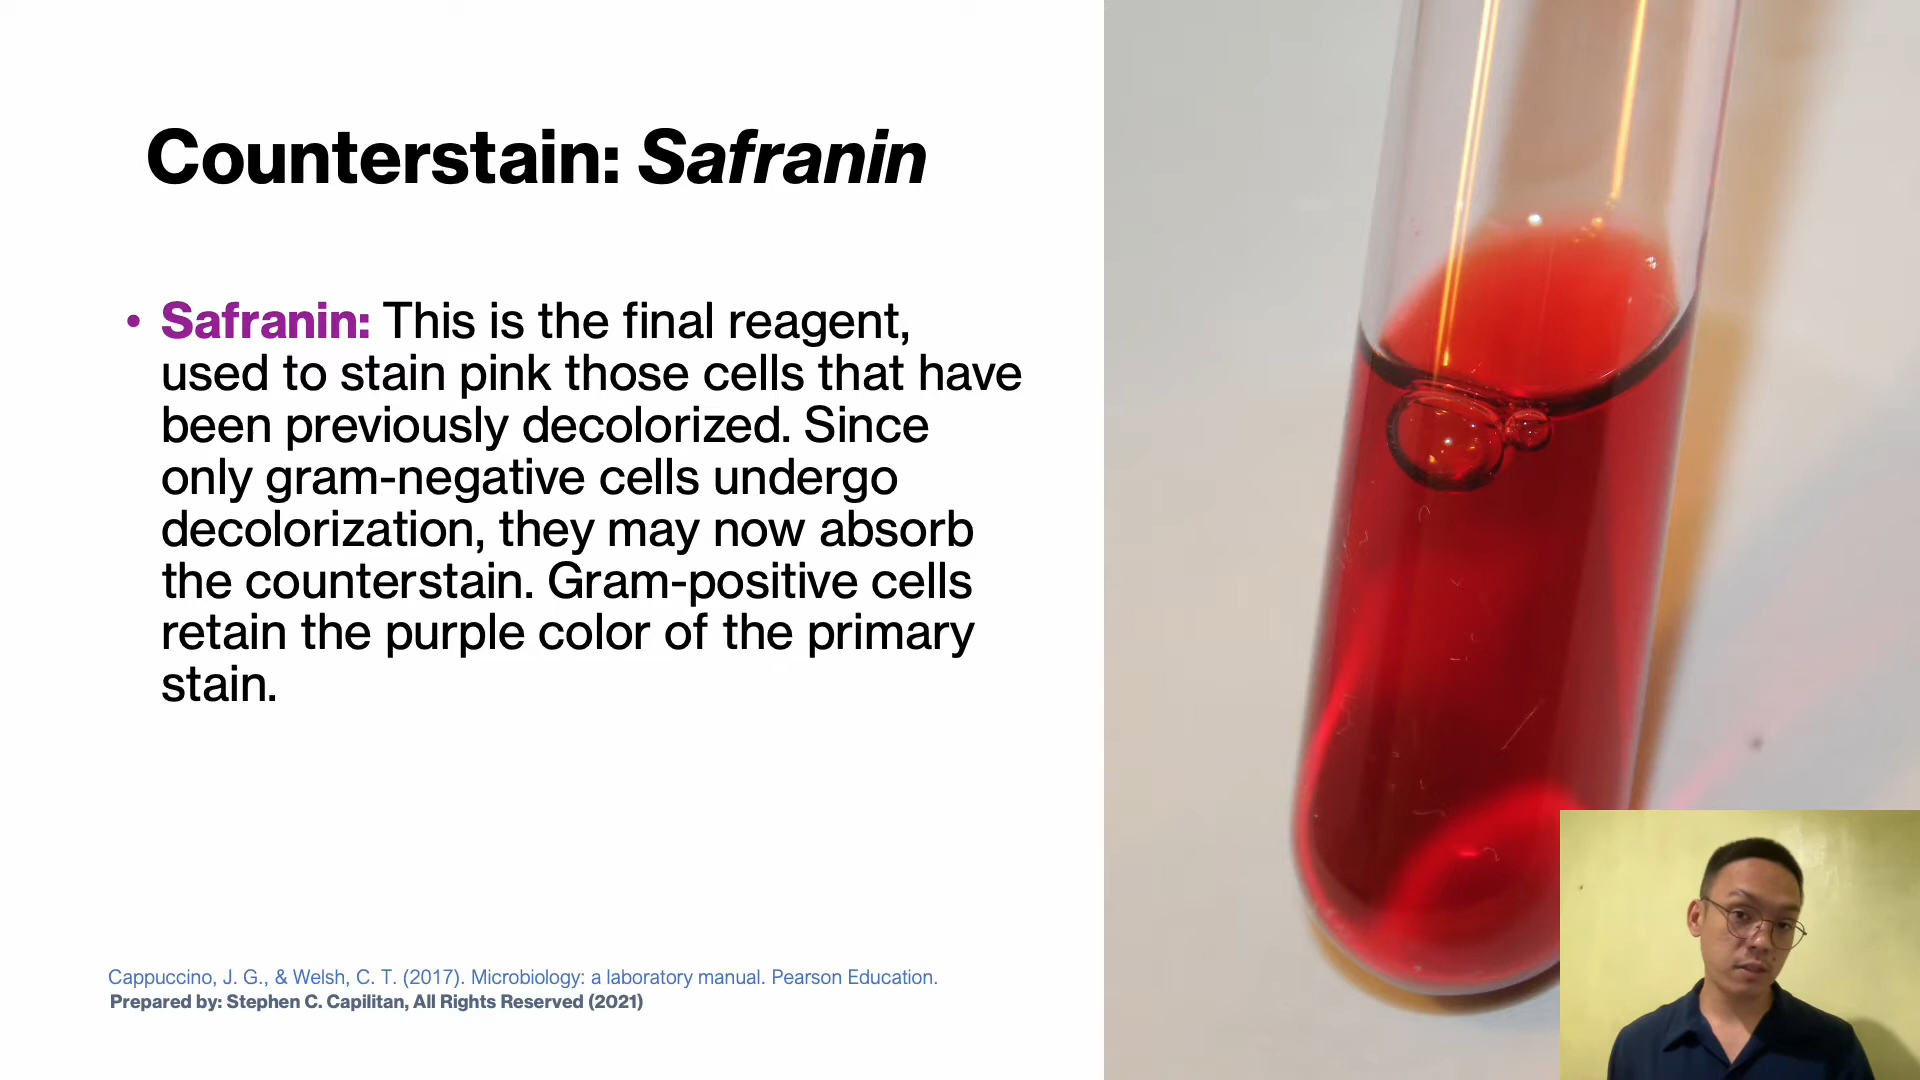 Counterstain: Safranin
• Safranin: This is the final reagent,
used to stain pink those cells that have
been previously decolorized. Since
only gram-negative cells undergo
decolorization, they may now absorb
the counterstain. Gram-positive cells
retain the purple color of the primary
stain.
Cappuccino, J. G., & Welsh, C. T. (2017). Microbiology: a laboratory manual. Pearson Education.
Prepared by: Stephen C. Capilitan, All Rights Reserved (2021)